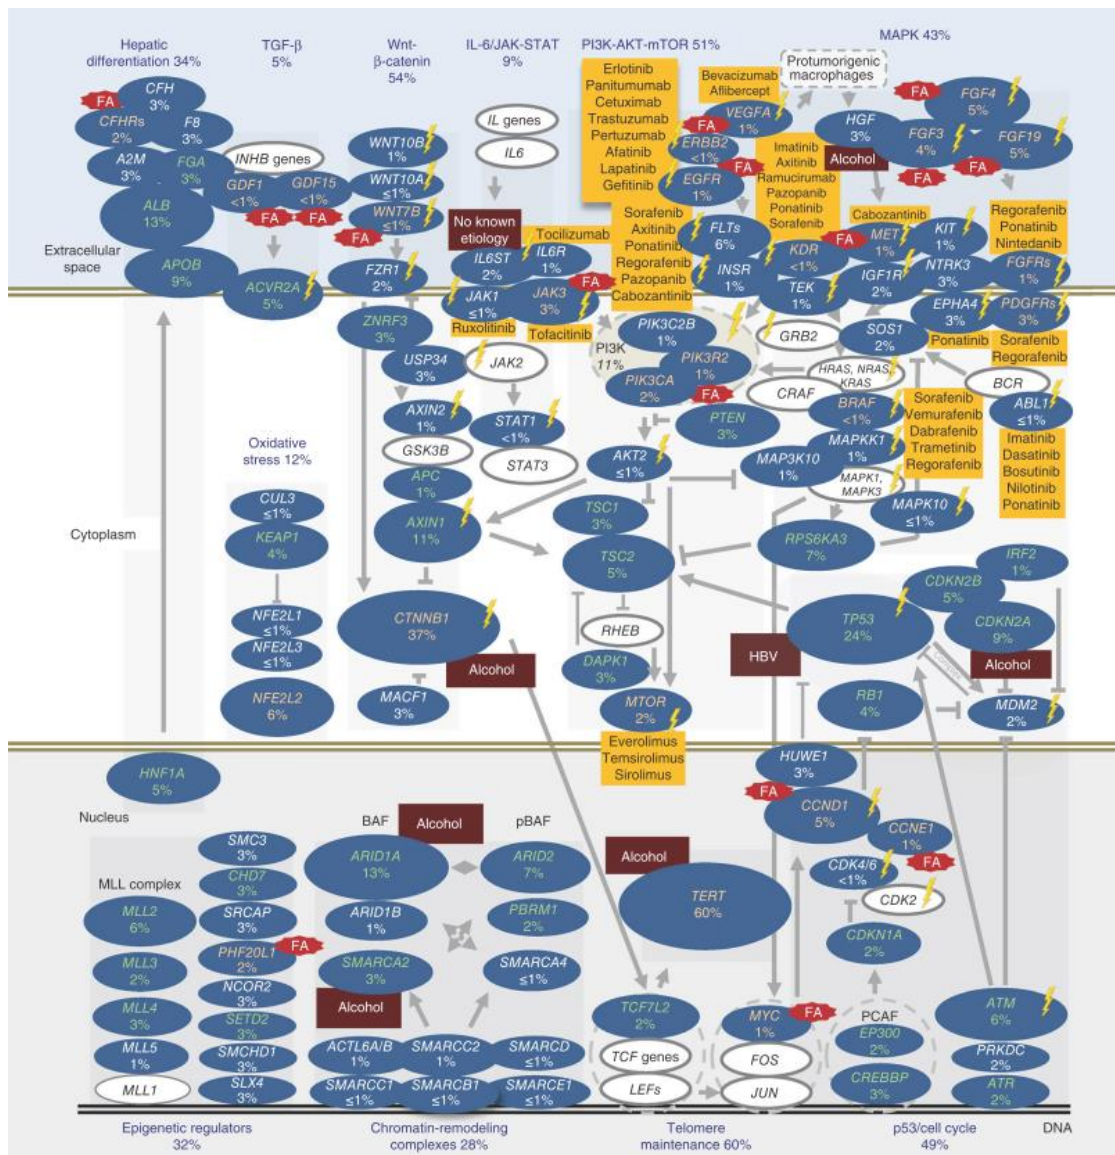 Hepatic
differentiation 34%
TGF-β
5%
Wnt-
β-catenin
54%
IL-6/JAK-STAT
9%
PI3K-AKT-mTOR 51%
MAPK 43%
CFH
3%
FA
CFHRs
2%
F8
3%
A2M
3%
FGA
3%
ALB
13%
APOB
9%
Extracellular
space
INHB genes
GDF1
<1%
GDF15
<1%
FA
FA
ACVR2A
5%
WNT10B
1%
WNT10A
≤1%
WNT7B
≤1%
FA
FZR1
2%
ZNRF3
3%
USP34
3%
AXIN2
1%
GSK3B
APC
1%
AXIN1
11%
CTNNB1
37%
Alcohol
MACF1
3%
IL genes
IL6
No known
etiology
Tocilizumab
IL6ST
2%
IL6R
1%
FA
JAK1
≤1%
JAK3
3%
Ruxolitinib
Tofacitinib
JAK2
STAT1
<1%
STAT3
Erlotinib
Panitumumab
Cetuximab
Trastuzumab
Pertuzumab
Afatinib
Lapatinib
Gefitinib
Bevacizumab
Aflibercept
VEGFA
1%
FA
ERBB2
<1%
FA
EGFR
1%
Imatinib
Axitinib
Ramucirumab
Pazopanib
Ponatinib
Sorafenib
Sorafenib
Axitinib
Ponatinib
Regorafenib
Pazopanib
Cabozantinib
FLTs
6%
INSR
1%
KDR
<1%
TEK
1%
Protumorigenic
macrophages
HGF
3%
Alcohol
FA
FGF4
5%
FGF3
4%
FGF19
5%
FA
FA
Cabozantinib
FA
MET
1%
KIT
1%
IGF1R
2%
NTRK3
3%
Regorafenib
Ponatinib
Nintedanib
FGFRs
1%
EPHA4
3%
PDGFRs
3%
Ponatinib
Sorafenib
Regorafenib
PI3K
11%
PIK3C2B
1%
PIK3R2
1%
PIK3CA
2%
FA
PTEN
3%
GRB2
SOS1
2%
HRAS, NRAS,
KRAS
CRAF
BRAF
<1%
BCR
ABL1
≤1%
Sorafenib
Vemurafenib
Dabrafenib
Trametinib
Regorafenib
Imatinib
Dasatinib
Bosutinib
Nilotinib
Ponatinib
AKT2
≤1%
MAP3K10
1%
MAPKK1
1%
MAPK1,
MAPK3
MAPK10
≤1%
RPS6KA3
7%
TSC1
3%
TSC2
5%
RHEB
DAPK1
3%
MTOR
2%
Everolimus
Temsirolimus
Sirolimus
Oxidative
stress 12%
Cytoplasm
CUL3
≤1%
KEAP1
4%
NFE2L1
≤1%
NFE2L3
≤1%
NFE2L2
6%
IRF2
1%
CDKN2B
5%
TP53
24%
CDKN2A
9%
HBV
Alcohol
RB1
4%
MDM2
2%
HNF1A
5%
Nucleus
MLL complex
MLL2
6%
MLL3
2%
MLL4
3%
MLL5
1%
MLL1
SMC3
3%
CHD7
3%
SRCAP
3%
PHF20L1
2%
FA
NCOR2
3%
SETD2
3%
SMCHD1
3%
SLX4
3%
BAF
Alcohol
pBAF
ARID1A
13%
ARID2
7%
ARID1B
1%
PBRM1
2%
SMARCA2
3%
SMARCA4
≤1%
Alcohol
ACTL6A/B
1%
SMARCC2
1%
SMARCD
≤1%
SMARCC1
≤1%
SMARCB1
≤1%
SMARCE1
≤1%
Alcohol
TERT
60%
TCF7L2
2%
TCF genes
LEFs
MYC
1%
FA
FOS
JUN
HUWE1
3%
FA
CCND1
5%
CCNE1
1%
FA
CDK4/6
<1%
CDK2
CDKN1A
2%
PCAF
EP300
2%
CREBBP
3%
ATM
6%
PRKDC
2%
ATR
2%
DNA
Epigenetic regulators
32%
Chromatin-remodeling
complexes 28%
Telomere
maintenance 60%
p53/cell cycle
49%